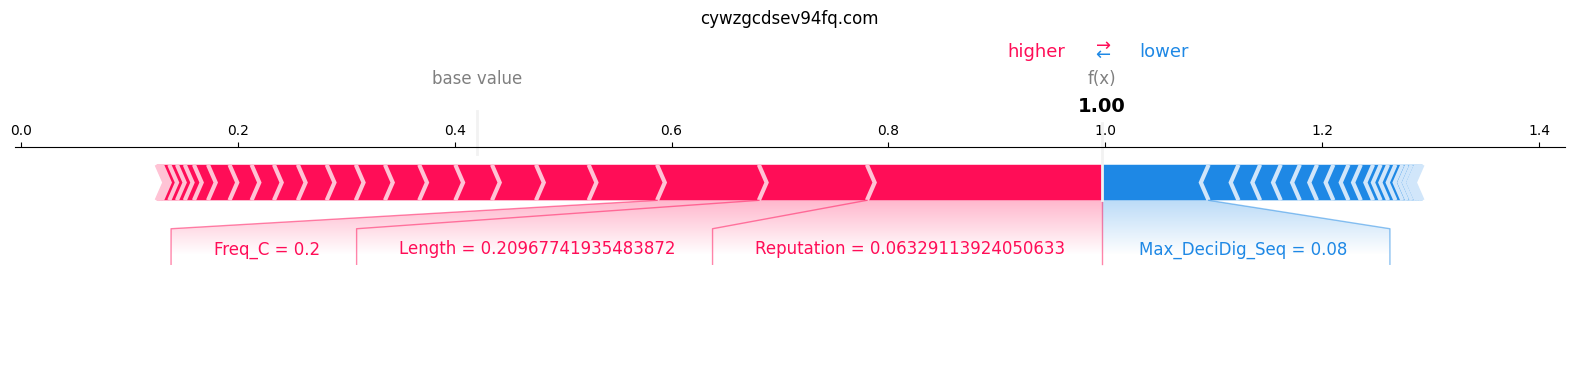 cywzgcdsev94fq.com
higher → ← lower
base value f(x)
1.00
0.0 0.2 0.4 0.6 0.8 1.0 1.2 1.4
Freq_C = 0.2 Length = 0.20967741935483872 Reputation = 0.06329113924050633 Max_DeciDig_Seq = 0.08